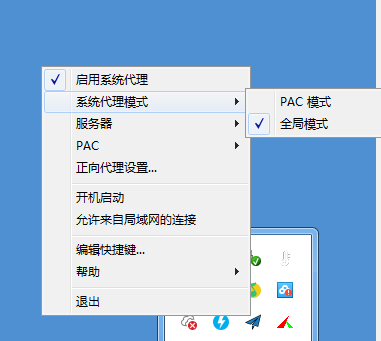 启用系统代理
系统代理模式
PAC 模式
服务器
全局模式
PAC
正向代理设置...
开机启动
允许来自局域网的连接
编辑快捷键...
帮助
退出